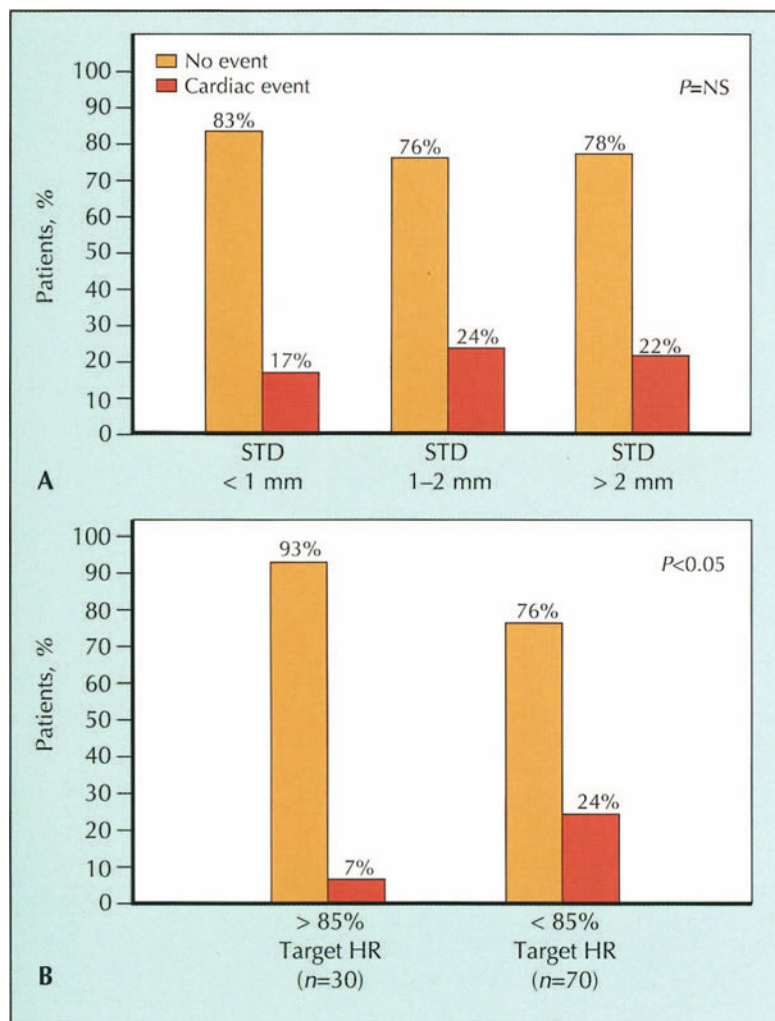 No event
Cardiac event
P=NS
Patients, %
100
90
80
70
60
50
40
30
20
10
0
83%
17%
76%
24%
78%
22%
STD
< 1 mm
STD
1–2 mm
STD
> 2 mm
A
P<0.05
Patients, %
100
90
80
70
60
50
40
30
20
10
0
93%
7%
76%
24%
> 85%
Target HR
(n=30)
< 85%
Target HR
(n=70)
B